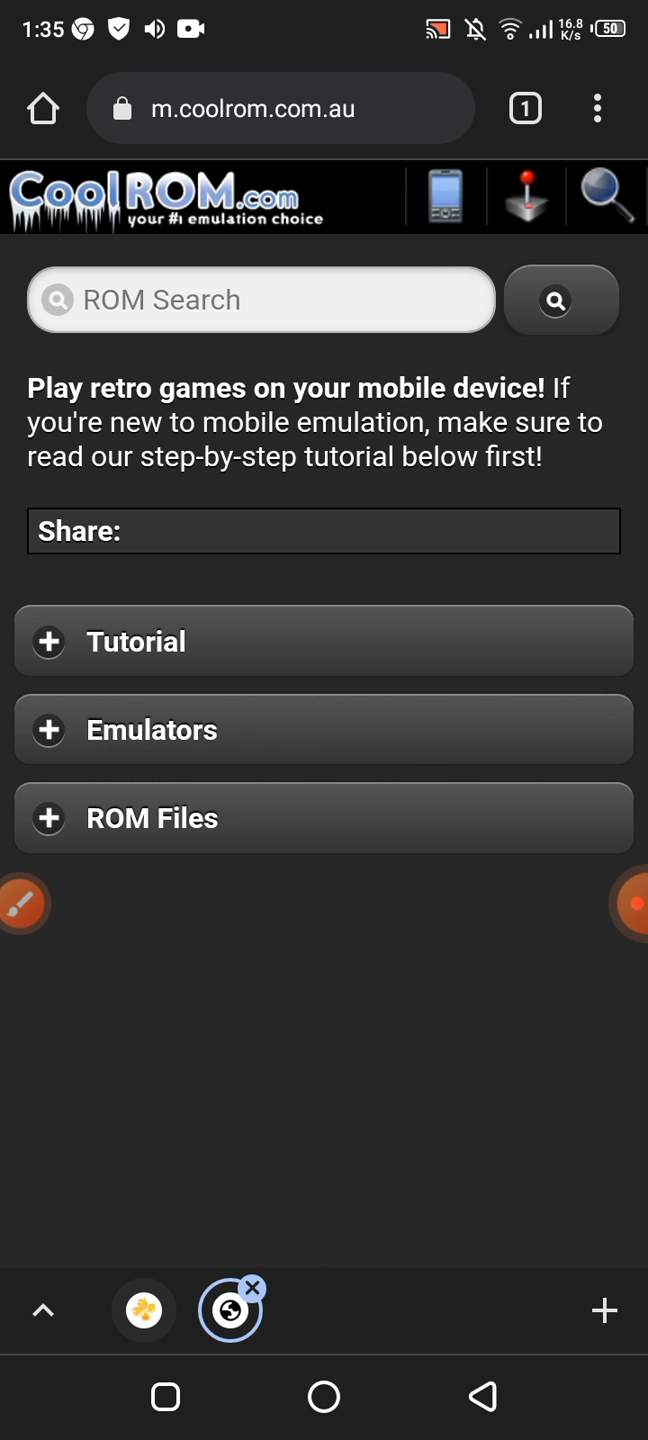 1:35
16.8
K/s
50
m.coolrom.com.au
1
CoolROM.com
your #1 emulation choice
ROM Search
Play retro games on your mobile device! If
you're new to mobile emulation, make sure to
read our step-by-step tutorial below first!
Share:
Tutorial
Emulators
ROM Files